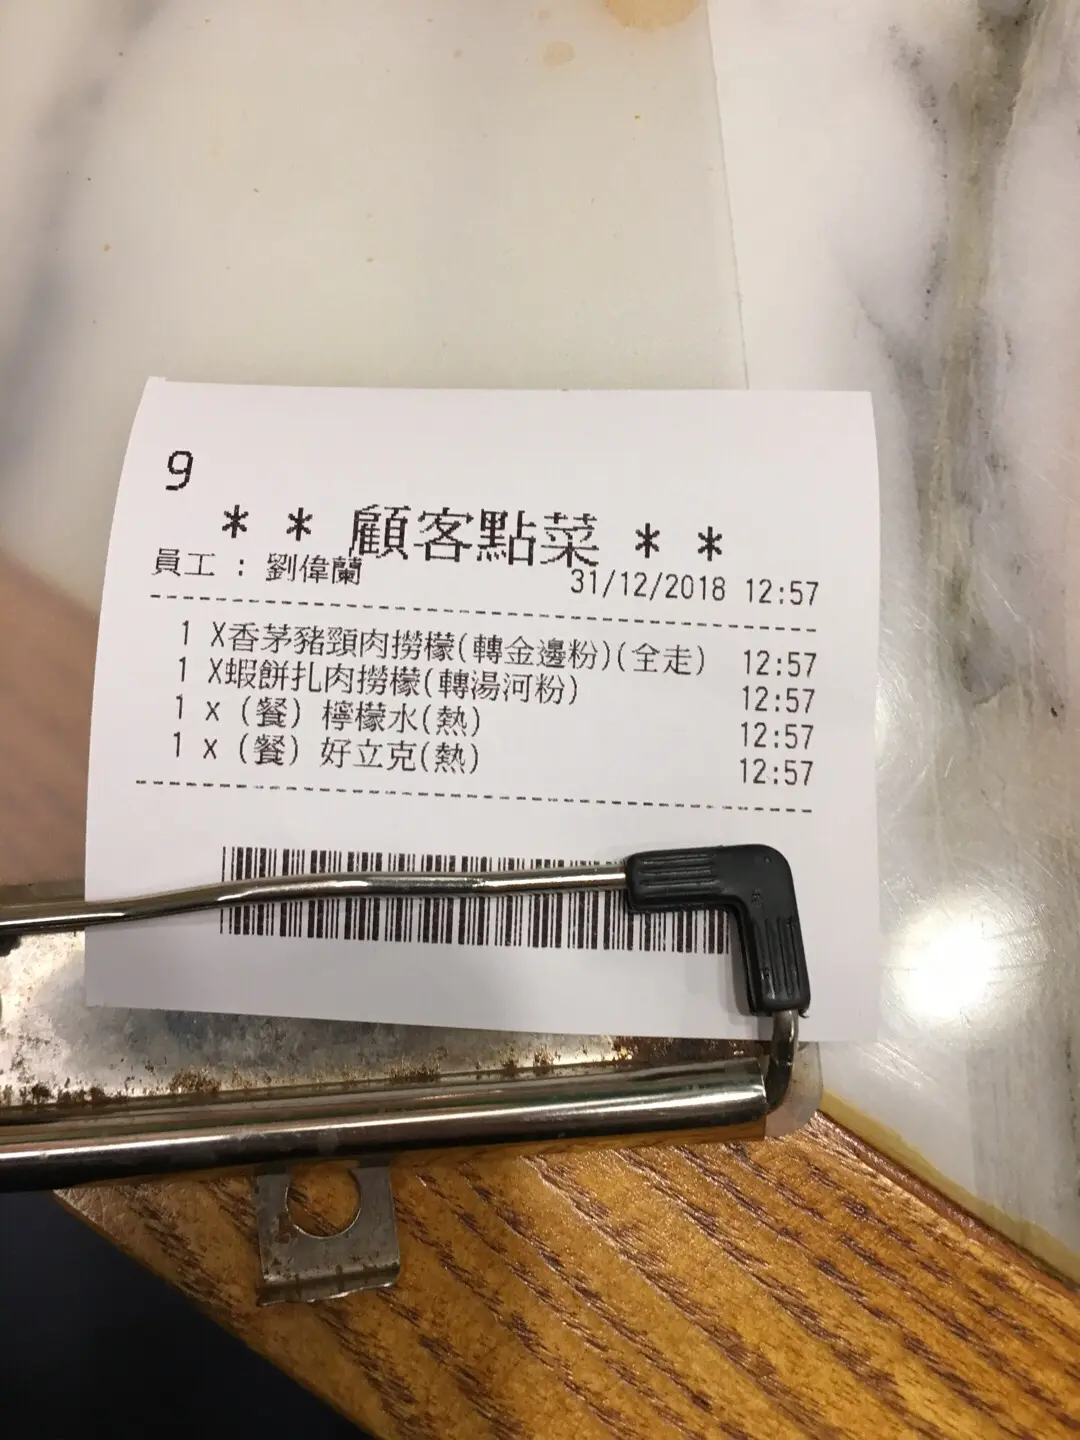 9
* * 顧客點菜 * *
員工 : 劉偉蘭 31/12/2018 12:57
1 X香茅豬頸肉撈檬(轉金邊粉)(全走) 12:57
1 X蝦餅扎肉撈檬(轉湯河粉) 12:57
1 x (餐) 檸檬水(熱) 12:57
1 x (餐) 好立克(熱) 12:57